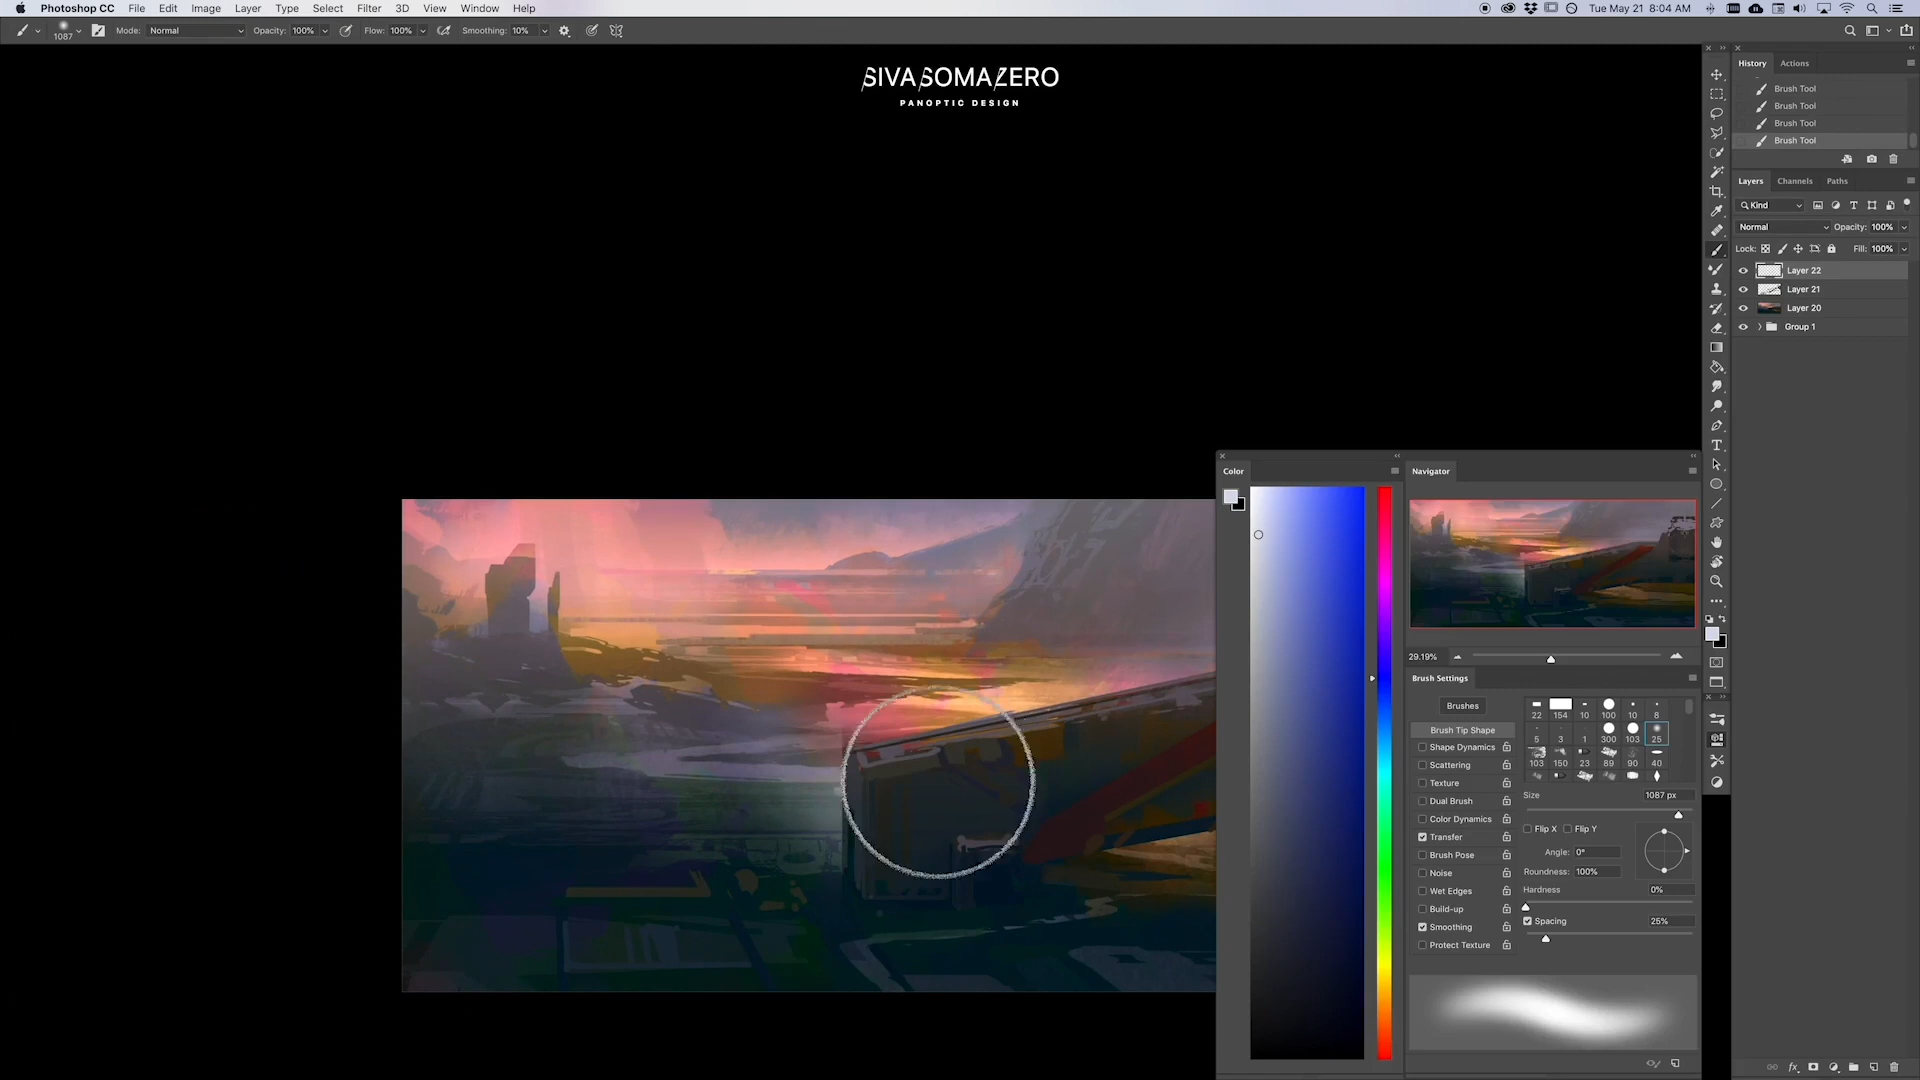 Photoshop CC File Edit Image Layer Type Select Filter 3D View Window Help Tue May 21 8:04 AM
1087 Mode: Normal Opacity: 100% Flow: 100% Smoothing: 10%
SIVASOMAZERO
PANOPTIC DESIGN
History Actions
Brush Tool
Brush Tool
Brush Tool
Brush Tool
Layers Channels Paths
Kind
Normal Opacity: 100%
Lock: Fill: 100%
Layer 22
Layer 21
Layer 20
Group 1
Color
Navigator
29.19%
Brush Settings
Brushes
Brush Tip Shape
Shape Dynamics
Scattering
Texture
Dual Brush
Color Dynamics
Transfer
Brush Pose
Noise
Wet Edges
Build-up
Smoothing
Protect Texture
22 154 10 100 10 8
5 3 1 300 103 25
103 150 23 89 90 40
Size 1087 px
Flip X Flip Y
Angle: 0°
Roundness: 100%
Hardness 0%
Spacing 25%